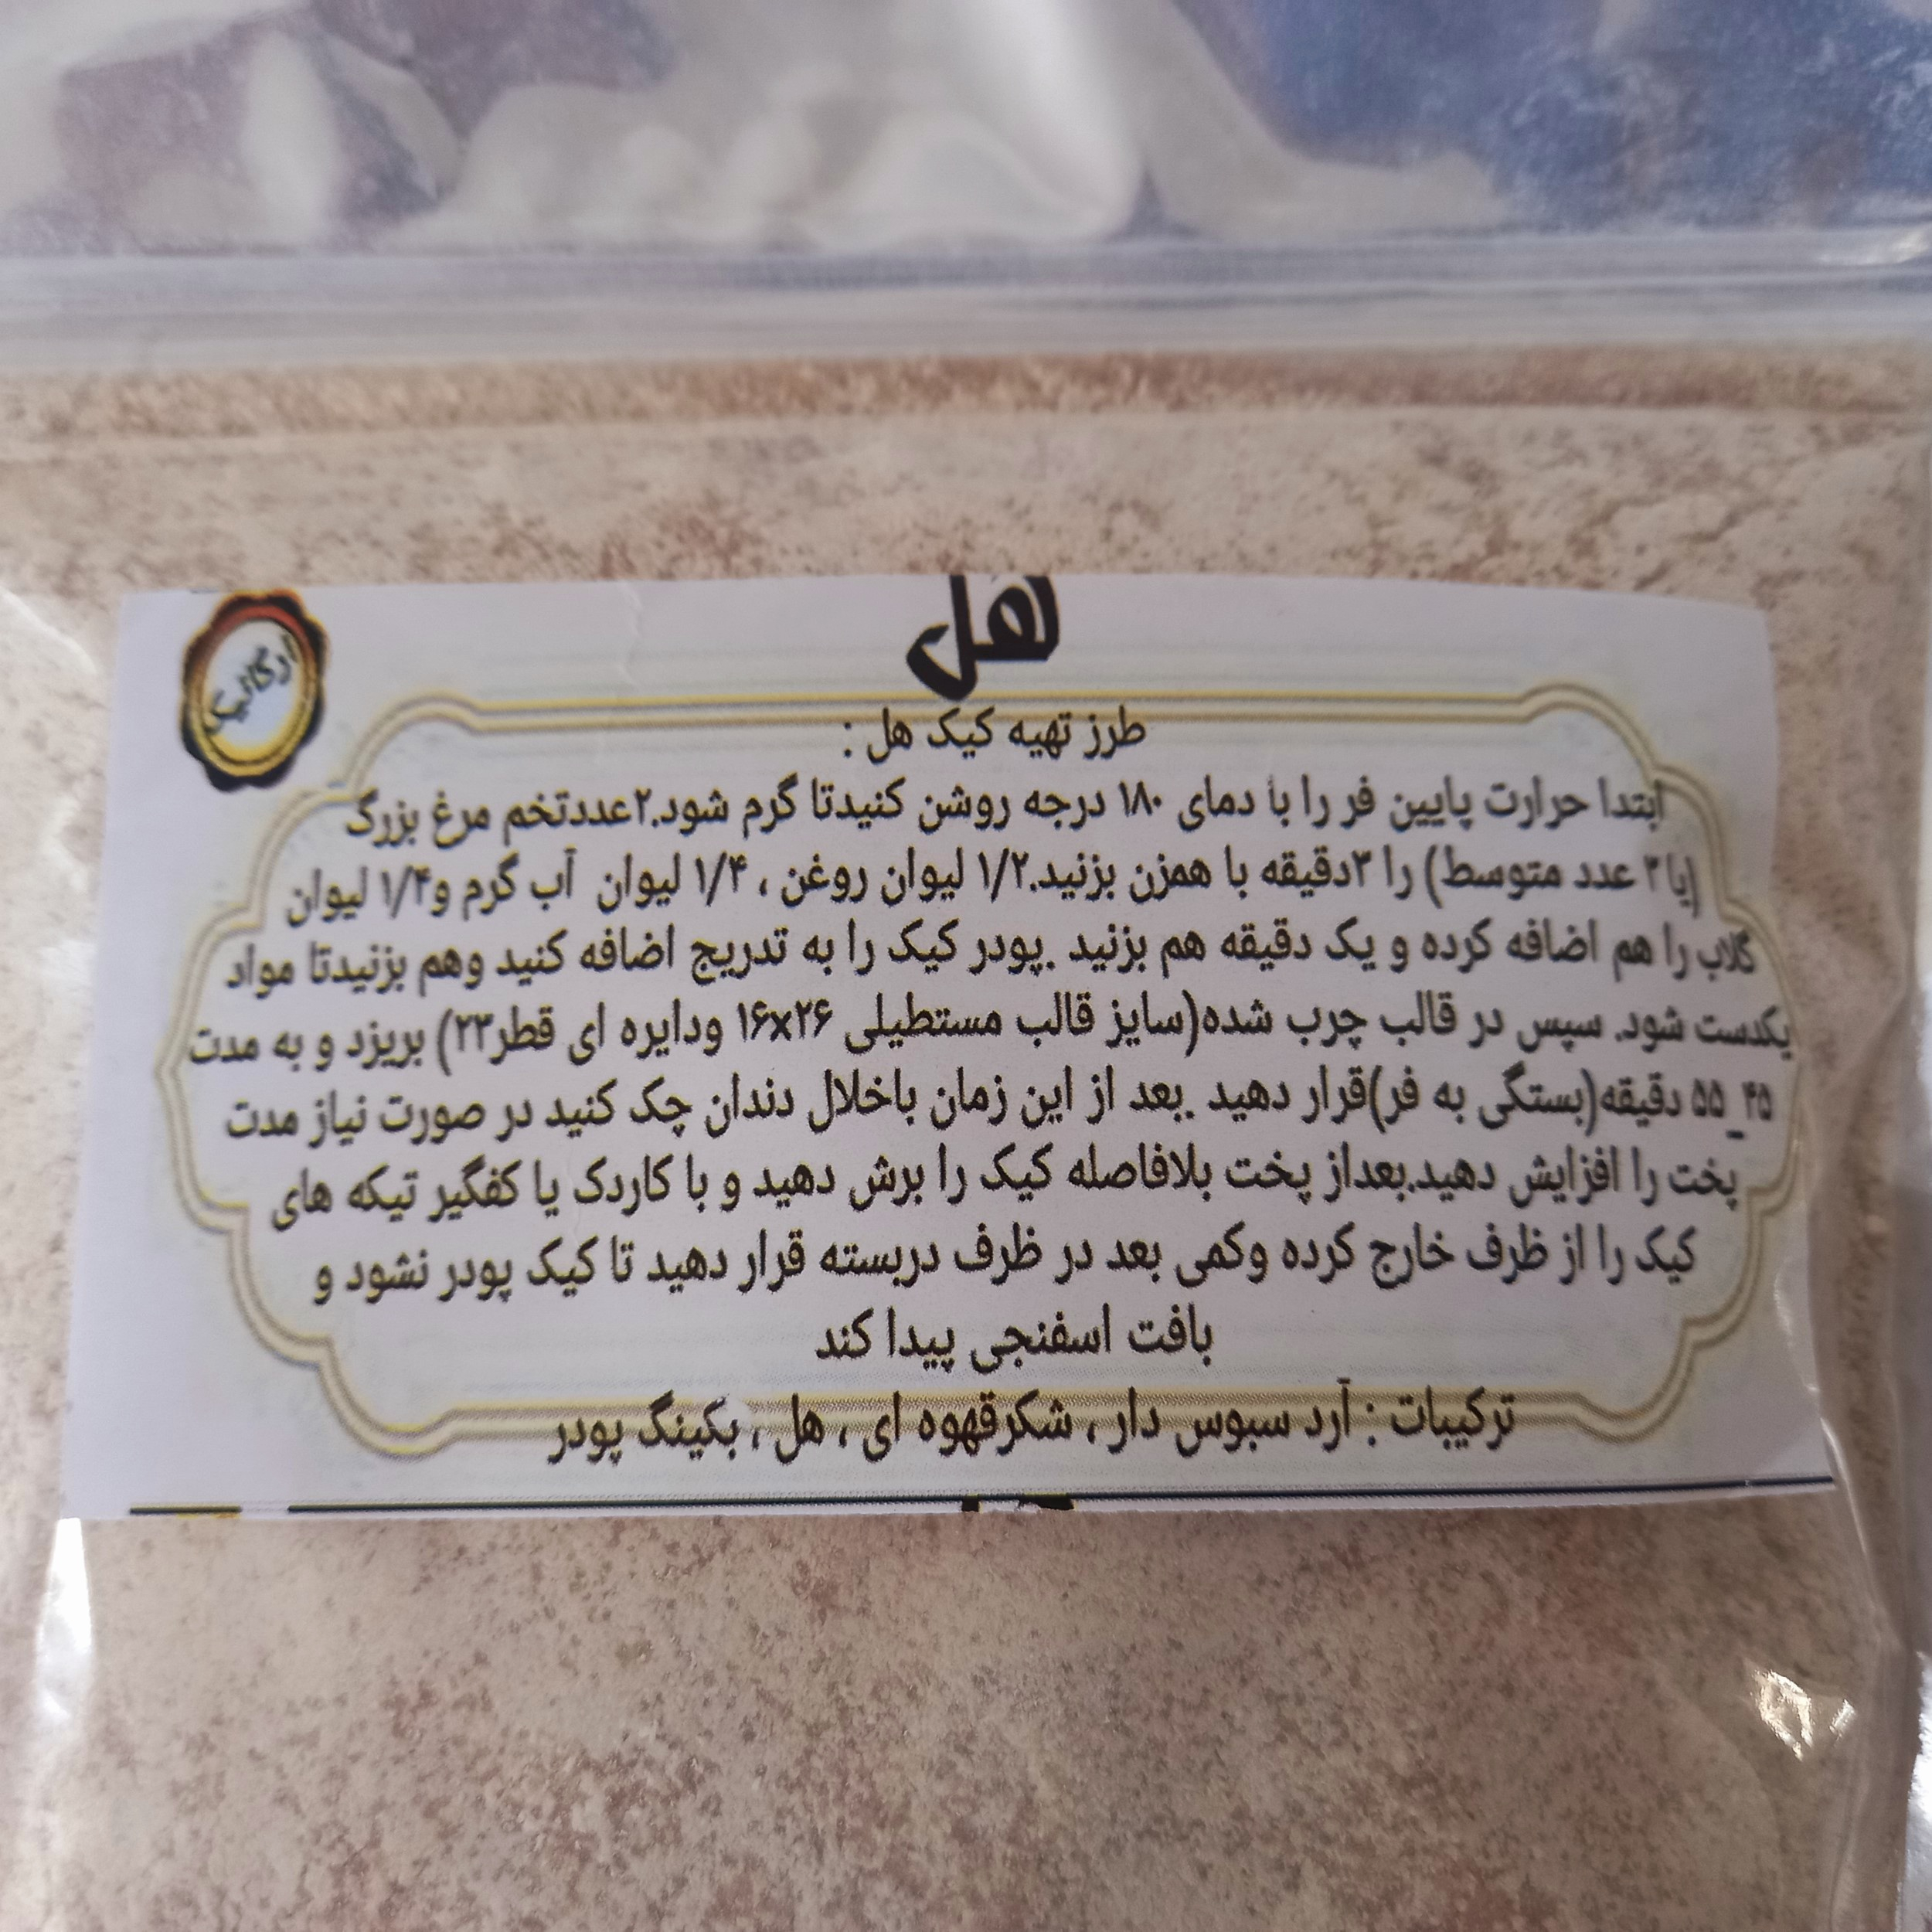 هل
ارگانیک
طرز تهیه کیک هل :
ابتدا حرارت پایین فر را با دمای ۱۸۰ درجه روشن کنیدتا گرم شود.۲عددتخم مرغ بزرگ
(یا ۳ عدد متوسط) را ۳دقیقه با همزن بزنید.۱/۲ لیوان روغن ، ۱/۴ لیوان آب گرم و۱/۴ لیوان
گلاب را هم اضافه کرده و یک دقیقه هم بزنید .پودر کیک را به تدریج اضافه کنید وهم بزنیدتا مواد
یکدست شود. سپس در قالب چرب شده(سایز قالب مستطیلی ۱۶x۲۶ ودایره ای قطر۲۳) بریزد و به مدت
۴۵_۵۵ دقیقه(بستگی به فر)قرار دهید .بعد از این زمان باخلال دندان چک کنید در صورت نیاز مدت
پخت را افزایش دهید.بعداز پخت بلافاصله کیک را برش دهید و با کاردک یا کفگیر تیکه های
کیک را از ظرف خارج کرده وکمی بعد در ظرف دربسته قرار دهید تا کیک پودر نشود و
بافت اسفنجی پیدا کند
ترکیبات : آرد سبوس دار ، شکرقهوه ای ، هل ، بکینگ پودر